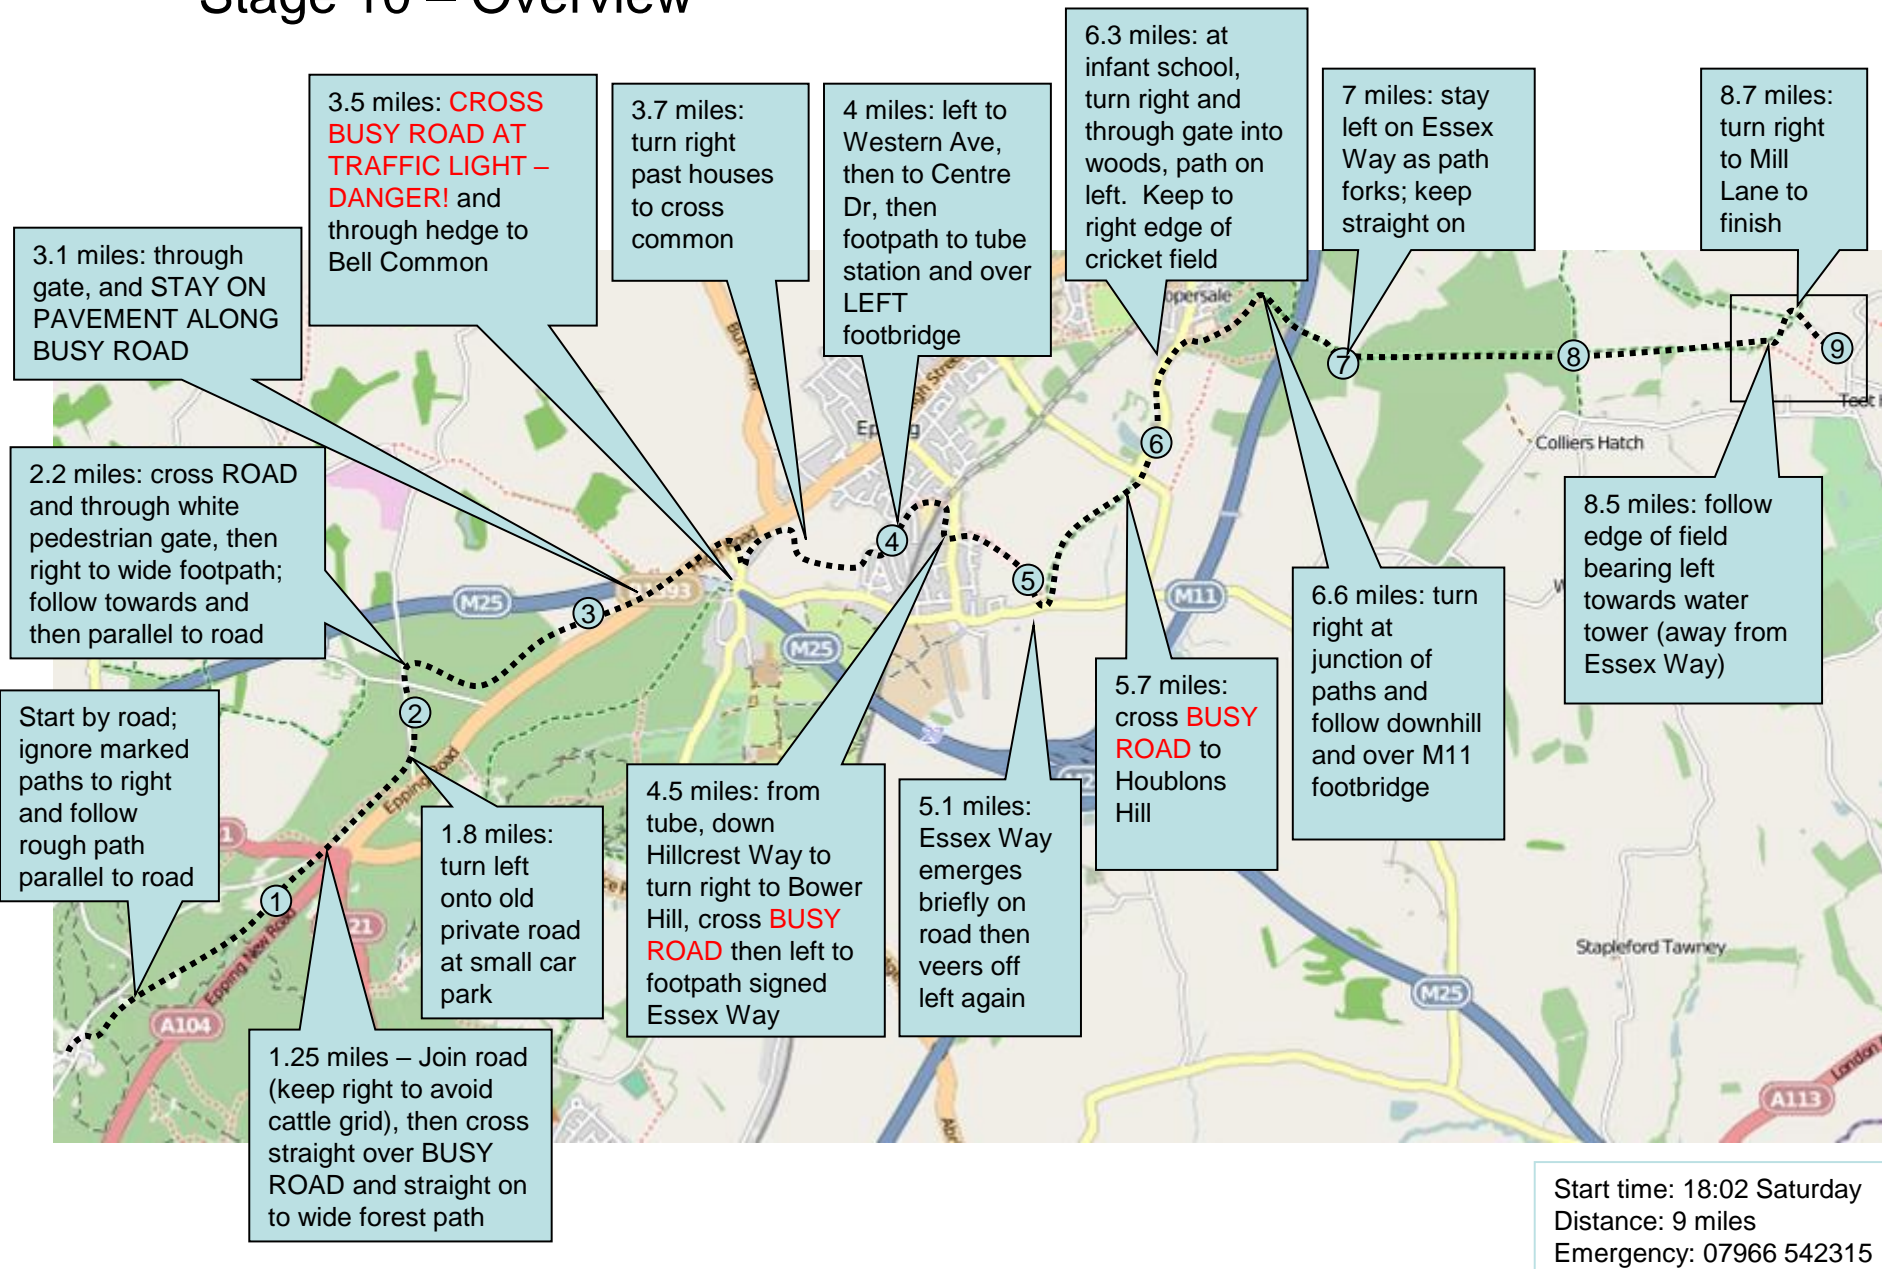 Stage 10 – Overview
6.3 miles: at
infant school,
turn right and
through gate into
woods, path on
left. Keep to
right edge of
cricket field
3.5 miles: CROSS
BUSY ROAD AT
TRAFFIC LIGHT –
DANGER! and
through hedge to
Bell Common
3.7 miles:
turn right
past houses
to cross
common
4 miles: left to
Western Ave,
then to Centre
Dr, then
footpath to tube
station and over
LEFT
footbridge
7 miles: stay
left on Essex
Way as path
forks; keep
straight on
8.7 miles:
turn right
to Mill
Lane to
finish
3.1 miles: through
gate, and STAY ON
PAVEMENT ALONG
BUSY ROAD
2.2 miles: cross ROAD
and through white
pedestrian gate, then
right to wide footpath;
follow towards and
then parallel to road
Start by road;
ignore marked
paths to right
and follow
rough path
parallel to road
1.8 miles:
turn left
onto old
private road
at small car
park
1.25 miles – Join road
(keep right to avoid
cattle grid), then cross
straight over BUSY
ROAD and straight on
to wide forest path
4.5 miles: from
tube, down
Hillcrest Way to
turn right to Bower
Hill, cross BUSY
ROAD then left to
footpath signed
Essex Way
5.1 miles:
Essex Way
emerges
briefly on
road then
veers off
left again
5.7 miles:
cross BUSY
ROAD to
Houblons
Hill
6.6 miles: turn
right at
junction of
paths and
follow downhill
and over M11
footbridge
8.5 miles: follow
edge of field
bearing left
towards water
tower (away from
Essex Way)
1
2
3
4
5
6
7
8
9
opersale
Epping
igh Stre
Colliers Hatch
Toot H
M25
M11
M25
Epping Road
Epping New Road
A104
21
Stapleford Tawney
M25
London
A113
Start time: 18:02 Saturday
Distance: 9 miles
Emergency: 07966 542315